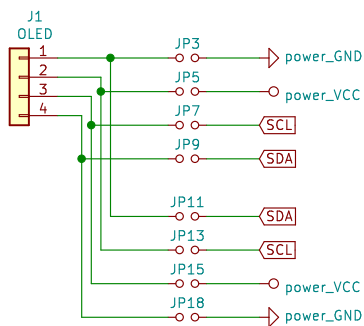 J1
OLED
1
2
3
4
JP3
power_GND
JP5
power_VCC
JP7
SCL
JP9
SDA
JP11
SDA
JP13
SCL
JP15
power_VCC
JP18
power_GND